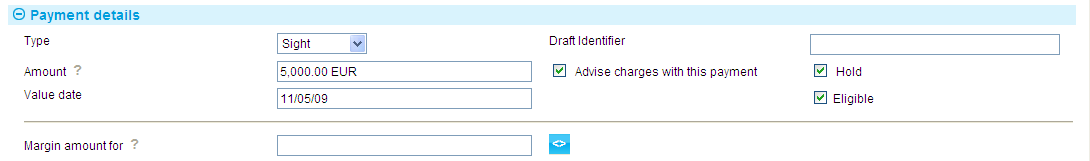 Payment details
Type Sight Draft Identifier
Amount ? 5,000.00 EUR Advise charges with this payment Hold
Value date 11/05/09 Eligible
Margin amount for ? <>